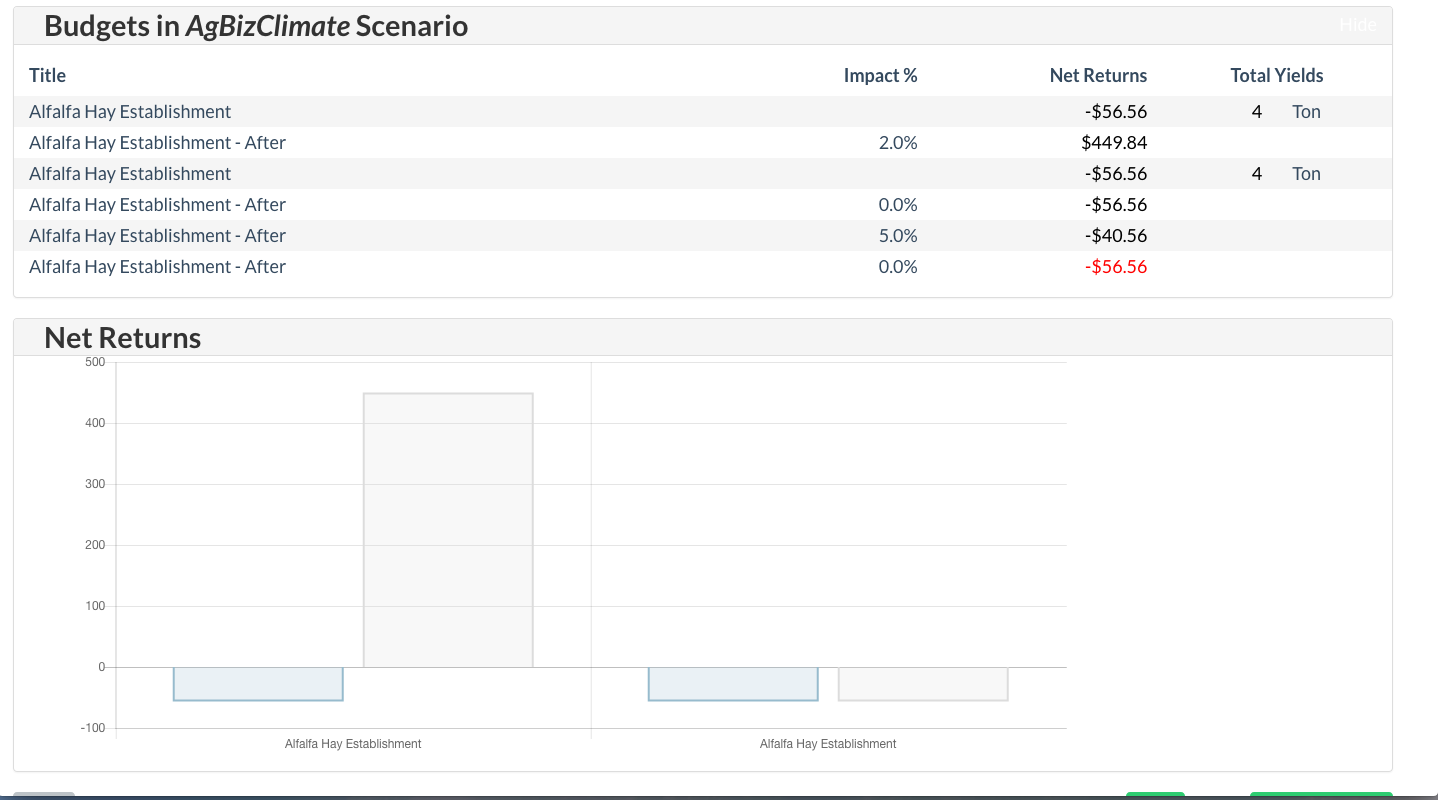 Budgets in AgBizClimate Scenario Hide
Title Impact % Net Returns Total Yields
Alfalfa Hay Establishment -$56.56 4 Ton
Alfalfa Hay Establishment - After 2.0% $449.84
Alfalfa Hay Establishment -$56.56 4 Ton
Alfalfa Hay Establishment - After 0.0% -$56.56
Alfalfa Hay Establishment - After 5.0% -$40.56
Alfalfa Hay Establishment - After 0.0% -$56.56
Net Returns
500
400
300
200
100
0
-100
Alfalfa Hay Establishment Alfalfa Hay Establishment